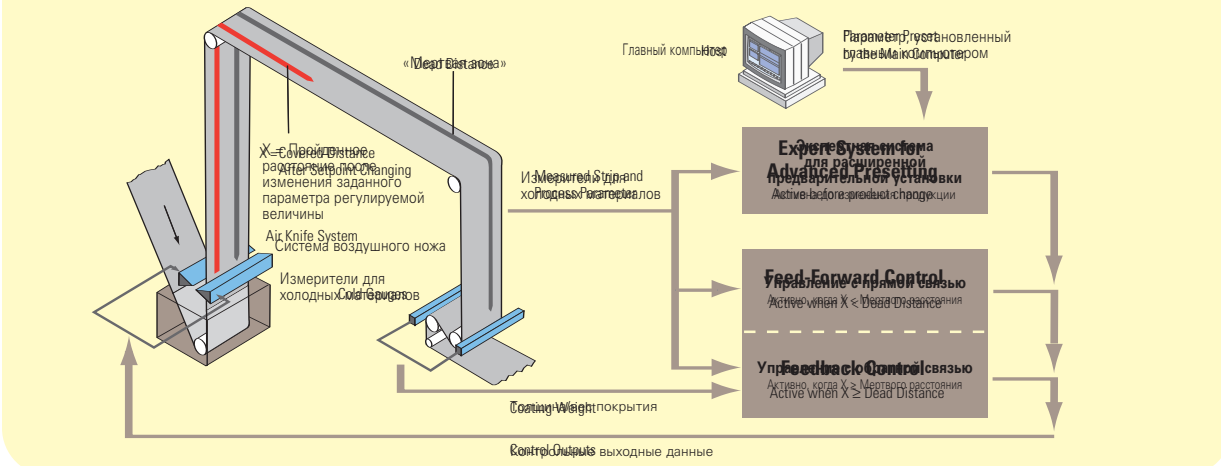 Главный компьютер
Host
Parameter Preset
by the Main Computer
Параметр, установленный
главным компьютером
«Мертвая зона»
Dead Distance
X = Пройденное
расстояние после
изменения заданного
параметра регулируемой
величины
X =Covered Distance
After Setpoint Changing
Измерители для
холодных материалов
Measured Strip and
Process Parameter
Экспертная система
для расширенной
предварительной установки
Активна до изменения продукции
Expert System for
Advanced Presetting
Active before product change
Air Knife System
Система воздушного ножа
Измерители для
холодных материалов
Cold Gauges
Feed-Forward Control
Управление с прямой связью
Активно, когда X < Мертвого расстояния
Active when X < Dead Distance
Feedback Control
Управление с обратной связью
Активно, когда X > Мертвого расстояния
Active when X ≥ Dead Distance
покрытия
Coating Weight
Control Outputs
Контрольные выходные данные